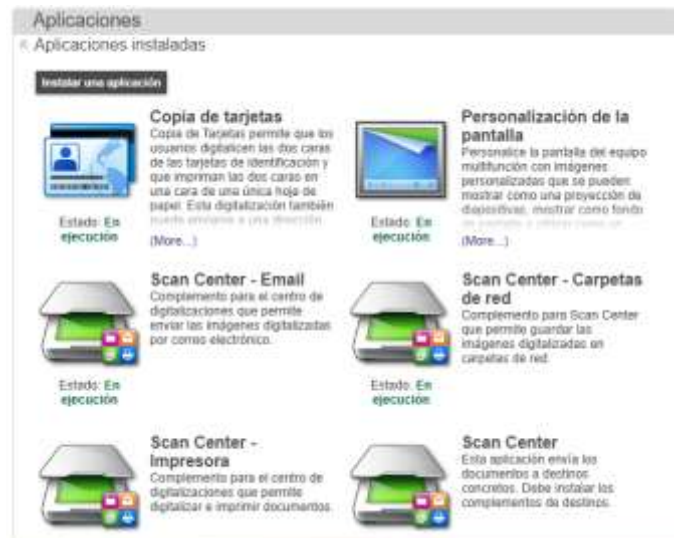 Aplicaciones
Aplicaciones instaladas
Instalar una aplicación
Copia de tarjetas
Copia de Tarjetas permite que los
usuarios digitalicen las dos caras
de las tarjetas de identificación y
que impriman las dos caras en
una cara de una única hoja de
papel. Esta digitalización también
puede enviarse a una dirección
(More...)
Estado: En
ejecución
Personalización de la
pantalla
Personalice la pantalla del equipo
multifunción con imágenes
personalizadas que se pueden
mostrar como una proyección de
diapositivas, mostrar como fondo
(More...)
Estado: En
ejecución
Scan Center - Email
Complemento para el centro de
digitalizaciones que permite
enviar las imágenes digitalizadas
por correo electrónico.
Estado: En
ejecución
Scan Center - Carpetas
de red
Complemento para Scan Center
que permite guardar las
imágenes digitalizadas en
carpetas de red.
Estado: En
ejecución
Scan Center -
Impresora
Complemento para el centro de
digitalizaciones que permite
digitalizar e imprimir documentos.
Scan Center
Esta aplicación envía los
documentos a destinos
concretos. Debe instalar los
complementos de destinos.